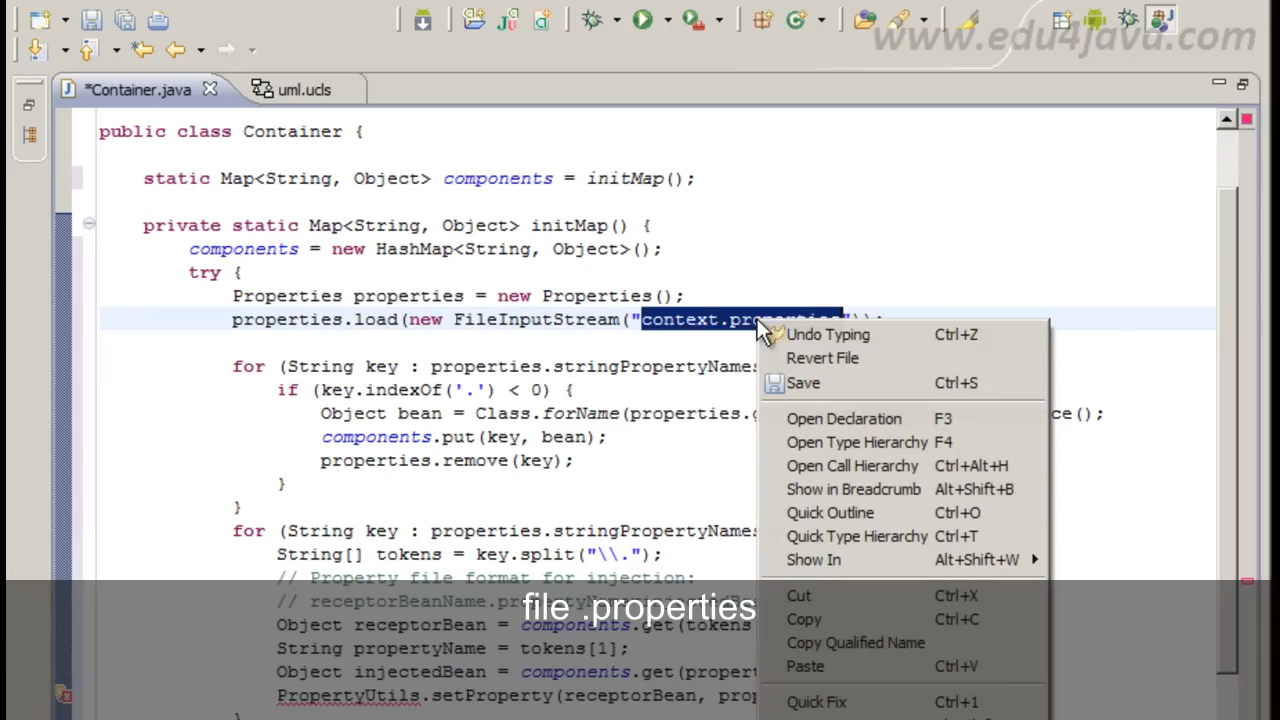 www.edu4java.com
*Container.java
uml.ucls
public class Container {
static Map<String, Object> components = initMap();
private static Map<String, Object> initMap() {
components = new HashMap<String, Object>();
try {
Properties properties = new Properties();
properties.load(new FileInputStream("context.properties"));
for (String key : properties.stringPropertyNames
if (key.indexOf('.') < 0) {
Object bean = Class.forName(properties. ce();
components.put(key, bean);
properties.remove(key);
}
}
for (String key : properties.stringPropertyNames
String[] tokens = key.split("\\.");
// Property file format for injection:
// receptorBeanName.
Object receptorBean = components.get(tokens
String propertyName = tokens[1];
Object injectedBean = components.get(proper
PropertyUtils.setProperty(receptorBean, pro
Undo Typing Ctrl+Z
Revert File
Save Ctrl+S
Open Declaration F3
Open Type Hierarchy F4
Open Call Hierarchy Ctrl+Alt+H
Show in Breadcrumb Alt+Shift+B
Quick Outline Ctrl+O
Quick Type Hierarchy Ctrl+T
Show In Alt+Shift+W
Cut Ctrl+X
Copy Ctrl+C
Copy Qualified Name
Paste Ctrl+V
Quick Fix Ctrl+1
file .properties